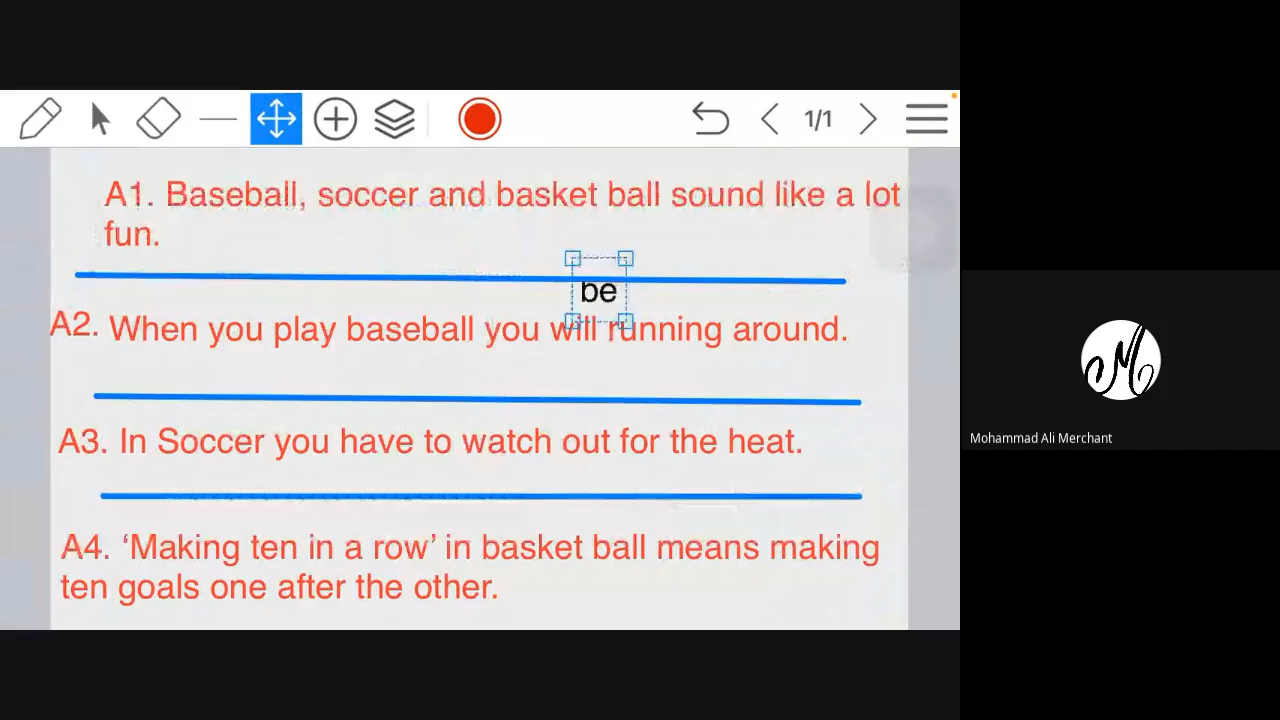 1/1
A1. Baseball, soccer and basket ball sound like a lot
fun.
be
A2. When you play baseball you will running around.
A3. In Soccer you have to watch out for the heat.
A4. ‘Making ten in a row’ in basket ball means making
ten goals one after the other.
M
Mohammad Ali Merchant